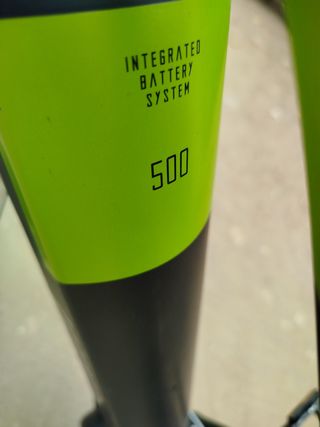 INTEGRATED
BATTERY
SYSTEM
500